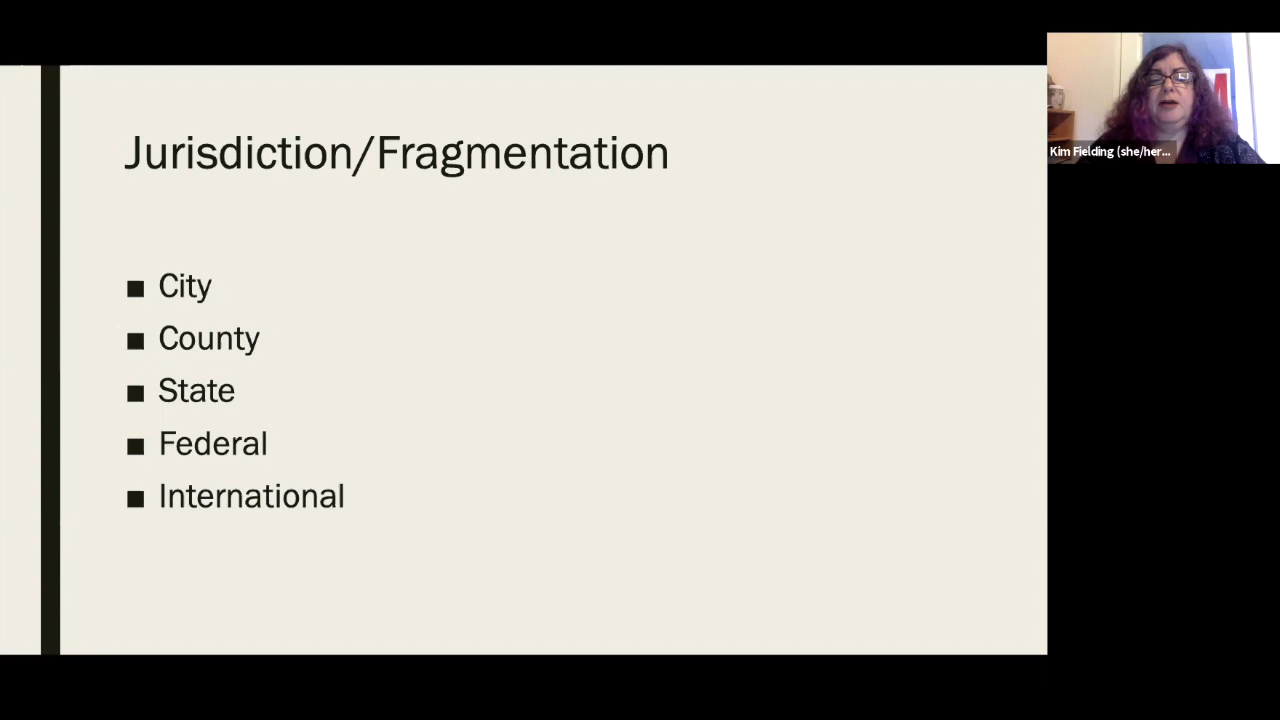 Jurisdiction/Fragmentation
■ City
■ County
■ State
■ Federal
■ International
Kim Fielding (she/her...